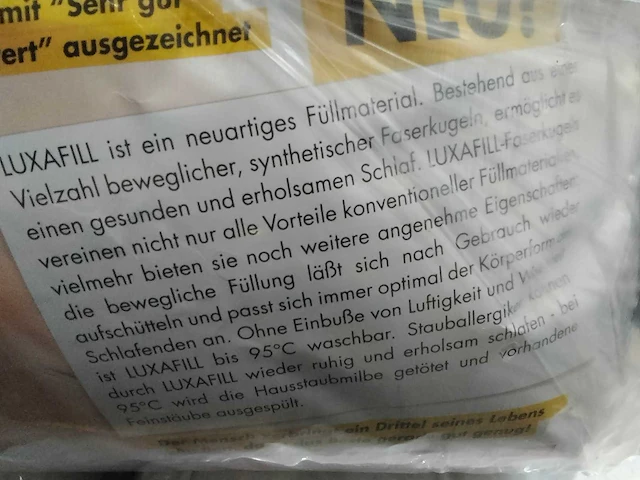 mit "Sehr gut
ert" ausgezeichnet
NEU!
LUXAFILL ist ein neuartiges Füllmaterial. Bestehend aus einer
Vielzahl beweglicher, synthetischer Faserkugeln, ermöglicht es
einen gesunden und erholsamen Schlaf. LUXAFILL-Faserkugeln
vereinen nicht nur alle Vorteile konventioneller Füllmaterialien,
vielmehr bieten sie noch weitere angenehme Eigenschaften:
die bewegliche Füllung läßt sich nach Gebrauch wieder
aufschütteln und passt sich immer optimal der Körperform
Schlafenden an. Ohne Einbuße von Luftigkeit und
ist LUXAFILL bis 95°C waschbar. Stauballergiker können
durch LUXAFILL wieder ruhig und erholsam schlafen - bei
95°C wird die Hausstaubmilbe getötet und vorhandene
Feinstäube ausgespült.
Der Mensch ein Drittel seines Lebens
gerade gut genug!